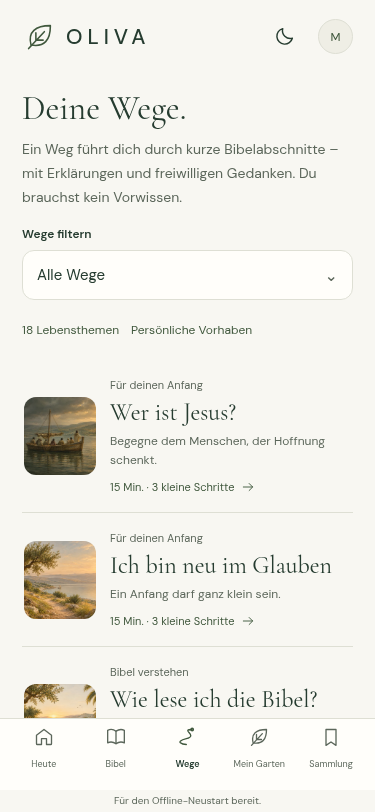 OLIVA
M
Deine Wege.
Ein Weg führt dich durch kurze Bibelabschnitte –
mit Erklärungen und freiwilligen Gedanken. Du
brauchst kein Vorwissen.
Wege filtern
Alle Wege
18 Lebensthemen Persönliche Vorhaben
Für deinen Anfang
Wer ist Jesus?
Begegne dem Menschen, der Hoffnung
schenkt.
15 Min. · 3 kleine Schritte →
Für deinen Anfang
Ich bin neu im Glauben
Ein Anfang darf ganz klein sein.
15 Min. · 3 kleine Schritte →
Bibel verstehen
Wie lese ich die Bibel?
Heute Bibel Wege Mein Garten Sammlung
Für den Offline-Neustart bereit.